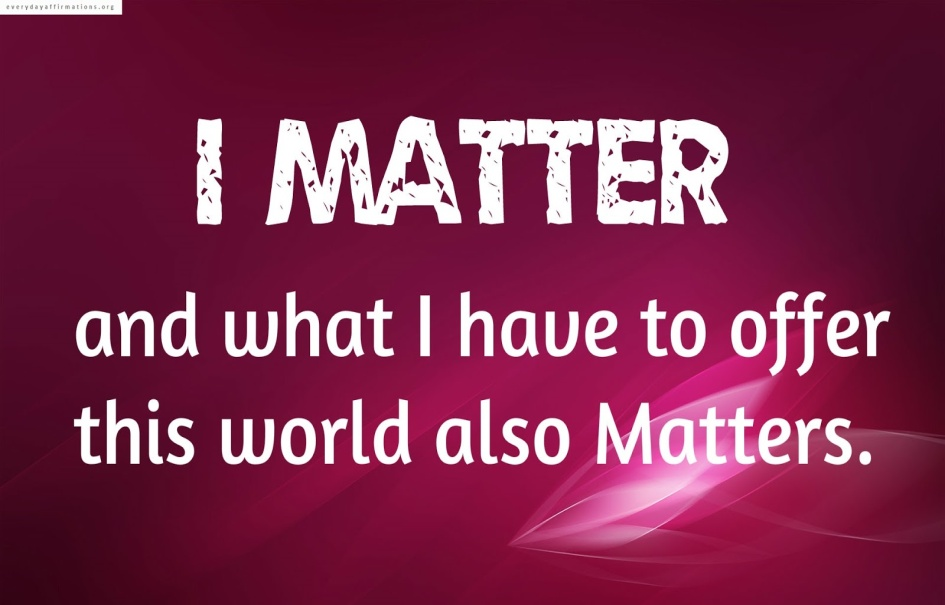 everydayaffirmations.org
I MATTER
and what I have to offer
this world also Matters.